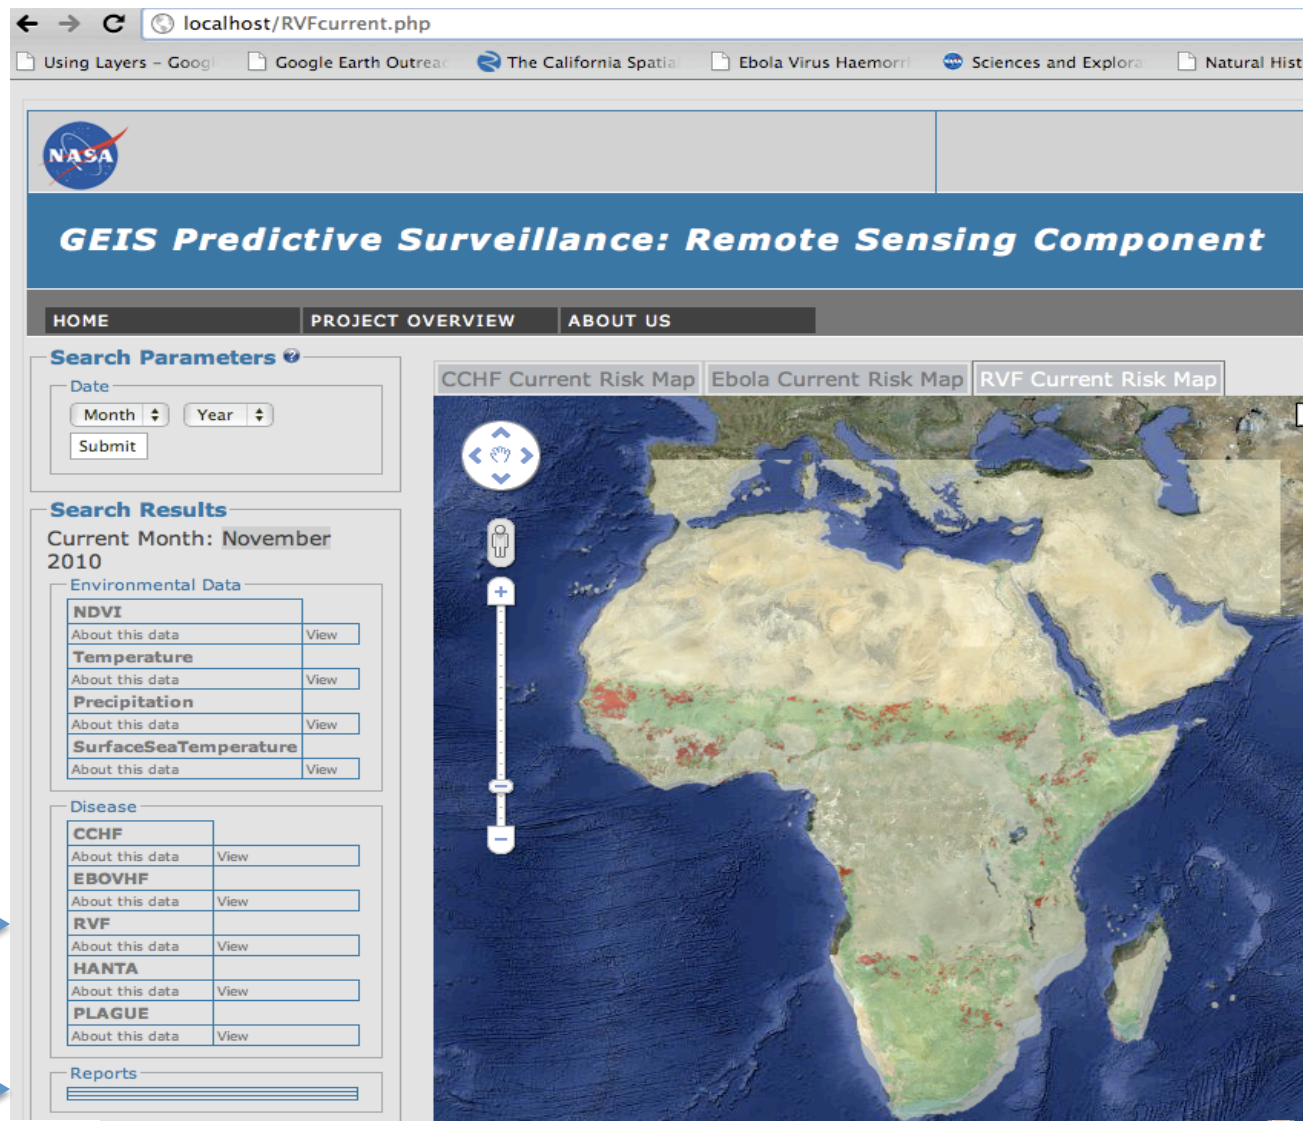 localhost/RVFcurrent.php
Using Layers – Goog
Google Earth Outreac
The California Spatia
Ebola Virus Haemorr
Sciences and Explora
Natural Hist
NASA
GEIS Predictive Surveillance: Remote Sensing Component
HOME PROJECT OVERVIEW ABOUT US
Search Parameters ?
Date
Month Year
Submit
Search Results
Current Month: November
2010
Environmental Data
NDVI
About this data View
Temperature
About this data View
Precipitation
About this data View
SurfaceSeaTemperature
About this data View
Disease
CCHF
About this data View
EBOVHF
About this data View
RVF
About this data View
HANTA
About this data View
PLAGUE
About this data View
Reports
CCHF Current Risk Map Ebola Current Risk Map RVF Current Risk Map